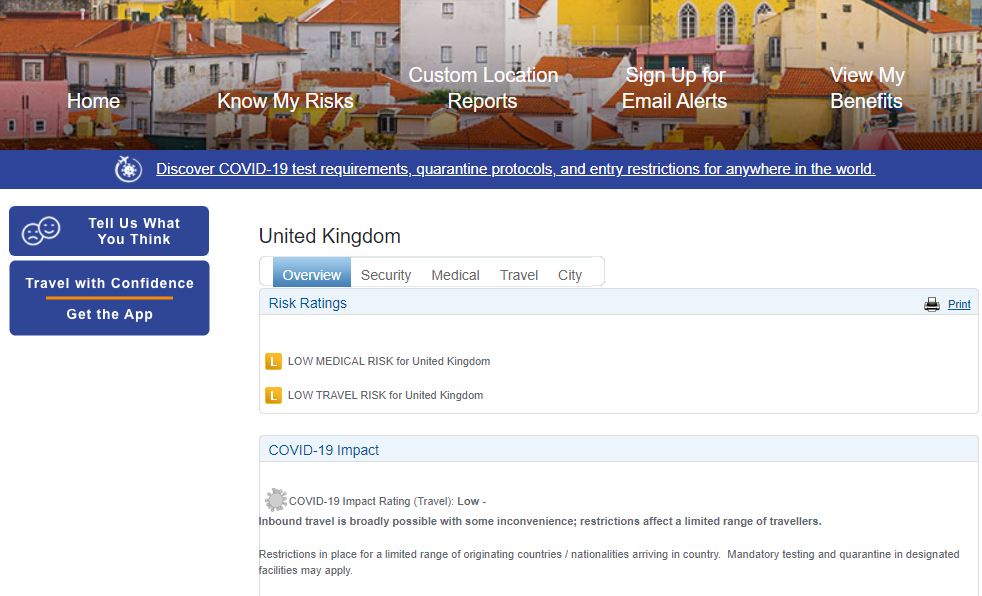 Home
Know My Risks
Custom Location
Reports
Sign Up for
Email Alerts
View My
Benefits
Discover COVID-19 test requirements, quarantine protocols, and entry restrictions for anywhere in the world.
Tell Us What
You Think
Travel with Confidence
Get the App
United Kingdom
Overview Security Medical Travel City
Risk Ratings
Print
L LOW MEDICAL RISK for United Kingdom
L LOW TRAVEL RISK for United Kingdom
COVID-19 Impact
COVID-19 Impact Rating (Travel): Low -
Inbound travel is broadly possible with some inconvenience; restrictions affect a limited range of travellers.
Restrictions in place for a limited range of originating countries / nationalities arriving in country. Mandatory testing and quarantine in designated
facilities may apply.